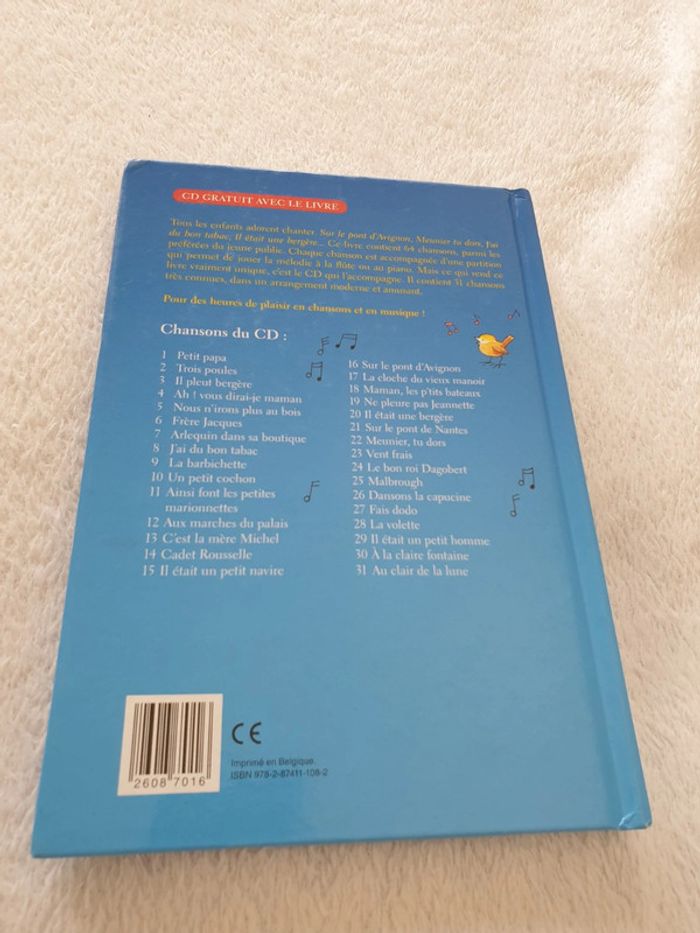 CD GRATUIT AVEC LE LIVRE
Tous les enfants adorent chanter. Sur le pont d'Avignon, Meunier tu dors, J'ai
du bon tabac, Il était une bergère... Ce livre contient 64 chansons, parmi les
préférées du jeune public. Chaque chanson est accompagnée d'une partition
qui permet de jouer la mélodie à la flûte ou au piano. Mais ce qui rend ce
livre vraiment unique, c'est le CD qui l'accompagne. Il contient 31 chansons
très connues, dans un arrangement moderne et amusant.
Pour des heures de plaisir en chansons et en musique !
Chansons du CD :
1 Petit papa
2 Trois poules
3 Il pleut bergère
4 Ah ! vous dirai-je maman
5 Nous n'irons plus au bois
6 Frère Jacques
7 Arlequin dans sa boutique
8 J'ai du bon tabac
9 La barbichette
10 Un petit cochon
11 Ainsi font les petites
marionnettes
12 Aux marches du palais
13 C'est la mère Michel
14 Cadet Rousselle
15 Il était un petit navire
16 Sur le pont d'Avignon
17 La cloche du vieux manoir
18 Maman, les p'tits bateaux
19 Ne pleure pas Jeannette
20 Il était une bergère
21 Sur le pont de Nantes
22 Meunier, tu dors
23 Vent frais
24 Le bon roi Dagobert
25 Malbrough
26 Dansons la capucine
27 Fais dodo
28 La volette
29 Il était un petit homme
30 À la claire fontaine
31 Au clair de la lune
2608 7016
CE
Imprimé en Belgique.
ISBN 978-2-87411-108-2